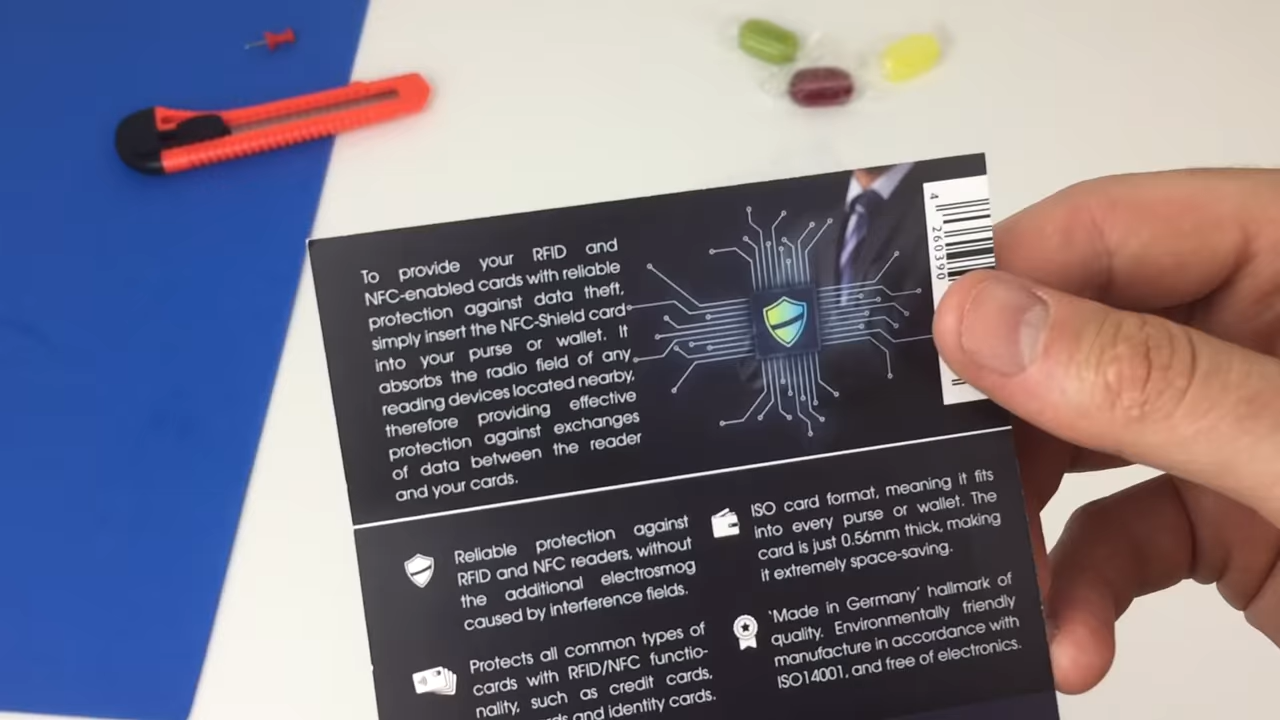 To provide your RFID and
NFC-enabled cards with reliable
protection against data theft,
simply insert the NFC-Shield card
into your purse or wallet. It
absorbs the radio field of any
reading devices located nearby,
therefore providing effective
protection against exchanges
of data between the reader
and your cards.
4 260390
Reliable protection against
RFID and NFC readers, without
the additional electrosmog
caused by interference fields.
Protects all common types of
cards with RFID/NFC functio-
nality, such as credit cards,
and identity cards.
ISO card format, meaning it fits
into every purse or wallet. The
card is just 0.56mm thick, making
it extremely space-saving.
'Made in Germany' hallmark of
quality. Environmentally friendly
manufacture in accordance with
ISO14001, and free of electronics.